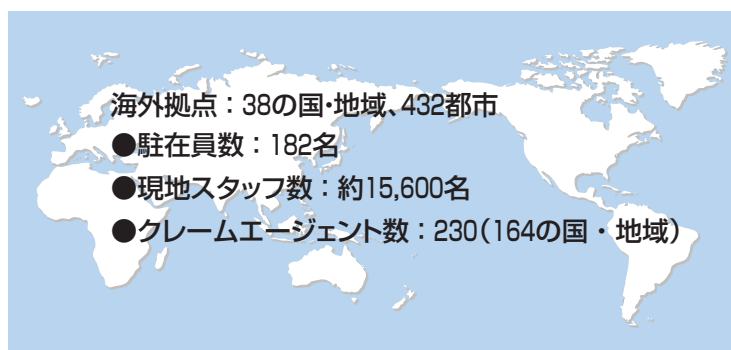 海外拠点：38の国・地域、432都市
●駐在員数：182名
●現地スタッフ数：約15,600名
●クレームエージェント数：230（164の国・地域）